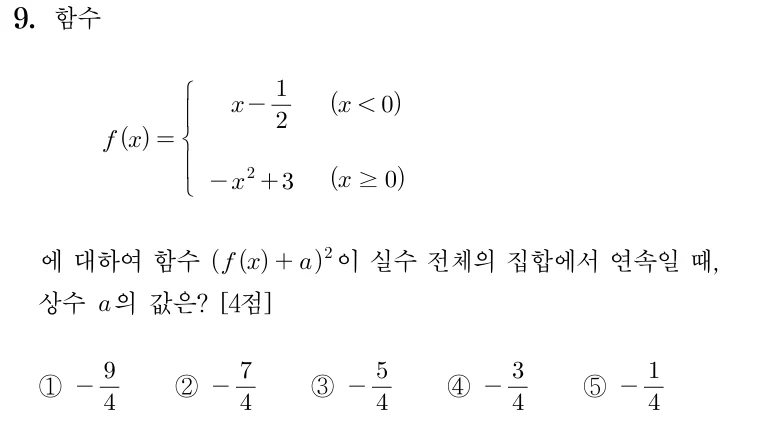 9. 함수
f(x) = { x - 1/2 (x < 0)
-x² + 3 (x ≥ 0)
에 대하여 함수 (f(x) + a)²이 실수 전체의 집합에서 연속일 때,
상수 a의 값은? [4점]
① -9/4 ② -7/4 ③ -5/4 ④ -3/4 ⑤ -1/4